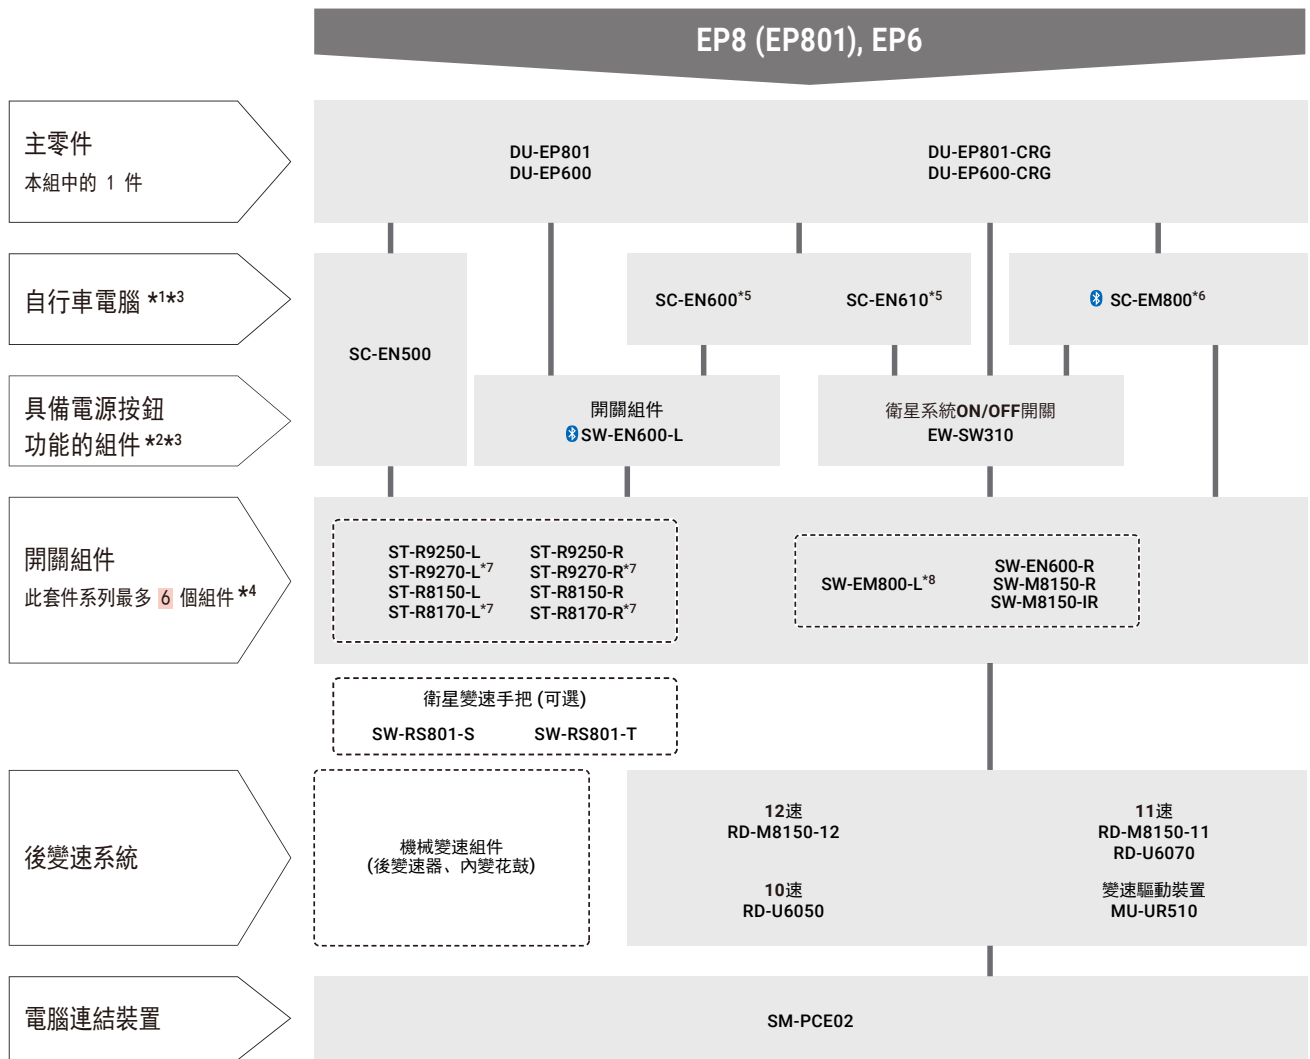 EP8 (EP801), EP6
主零件
本組中的 1 件
DU-EP801
DU-EP600
DU-EP801-CRG
DU-EP600-CRG
自行車電腦 *1*3
SC-EN500
SC-EN600*5
SC-EN610*5
SC-EM800*6
具備電源按鈕
功能的組件 *2*3
開關組件
SW-EN600-L
衛星系統ON/OFF開關
EW-SW310
開關組件
此套件系列最多 6 個組件 *4
ST-R9250-L
ST-R9270-L*7
ST-R8150-L
ST-R8170-L*7
ST-R9250-R
ST-R9270-R*7
ST-R8150-R
ST-R8170-R*7
SW-EM800-L*8
SW-EN600-R
SW-M8150-R
SW-M8150-IR
衛星變速手把 (可選)
SW-RS801-S
SW-RS801-T
後變速系統
機械變速組件
(後變速器、內變花鼓)
12速
RD-M8150-12
11速
RD-M8150-11
RD-U6070
10速
RD-U6050
變速驅動裝置
MU-UR510
電腦連結裝置
SM-PCE02